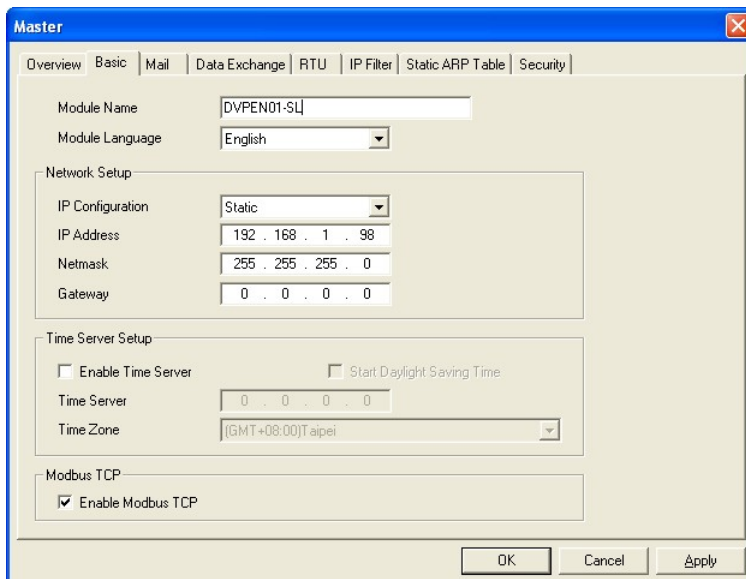 Master
Overview Basic Mail Data Exchange RTU IP Filter Static ARP Table Security
Module Name DVPEN01-SL
Module Language English
Network Setup
IP Configuration Static
IP Address 192 . 168 . 1 . 98
Netmask 255 . 255 . 255 . 0
Gateway 0 . 0 . 0 . 0
Time Server Setup
Enable Time Server Start Daylight Saving Time
Time Server 0 . 0 . 0 . 0
Time Zone (GMT+08:00)Taipei
Modbus TCP
Enable Modbus TCP
OK Cancel Apply